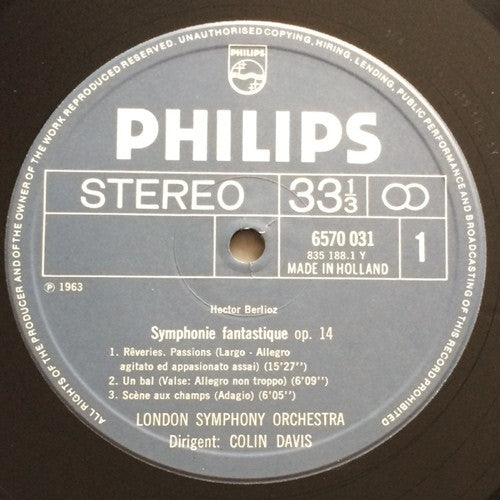 ALL RIGHTS OF THE PRODUCER AND OF THE OWNER OF THE WORK REPRODUCED RESERVED. UNAUTHORISED COPYING, HIRING, LENDING, PUBLIC PERFORMANCE AND BROADCASTING OF THIS RECORD PROHIBITED
PHILIPS
PHILIPS
STEREO 33⅓ ∞
6570 031
835 188.1 Y
MADE IN HOLLAND
1
℗ 1963
Hector Berlioz
Symphonie fantastique op. 14
1. Rêveries. Passions (Largo - Allegro
agitato ed appasionato assai) (15'27")
2. Un bal (Valse: Allegro non troppo) (6'09")
3. Scène aux champs (Adagio) (6'05")
LONDON SYMPHONY ORCHESTRA
Dirigent: COLIN DAVIS